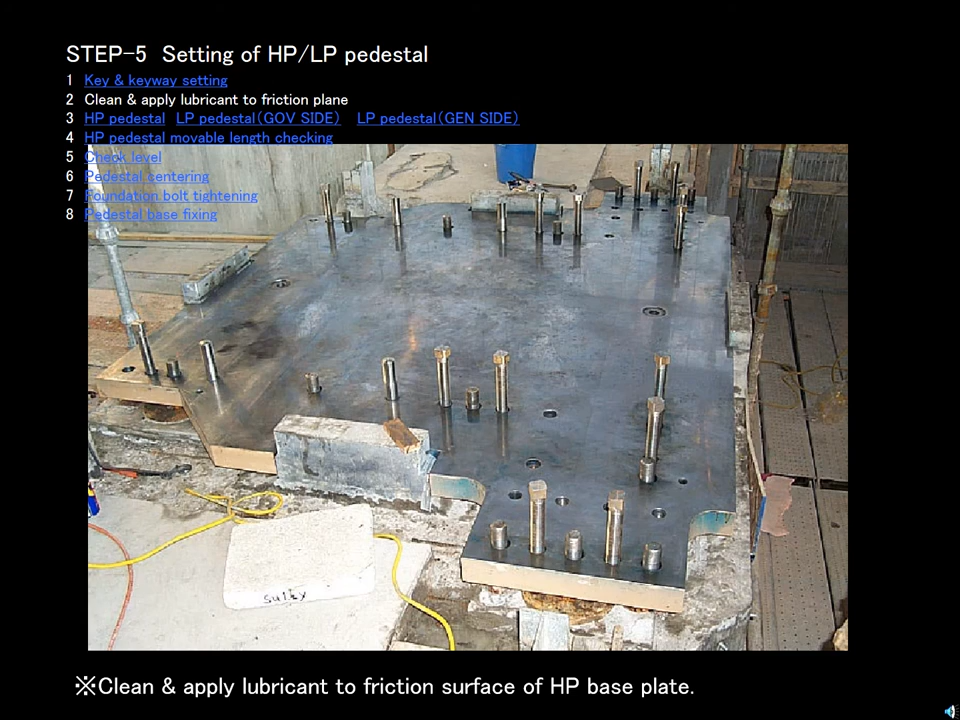 STEP-5 Setting of HP/LP pedestal
1 Key & keyway setting
2 Clean & apply lubricant to friction plane
3 HP pedestal LP pedestal(GOV SIDE) LP pedestal(GEN SIDE)
4 HP pedestal movable length checking
5 Check level
6 Pedestal centering
7 Foundation bolt tightening
8 Pedestal base fixing
sulky
※Clean & apply lubricant to friction surface of HP base plate.